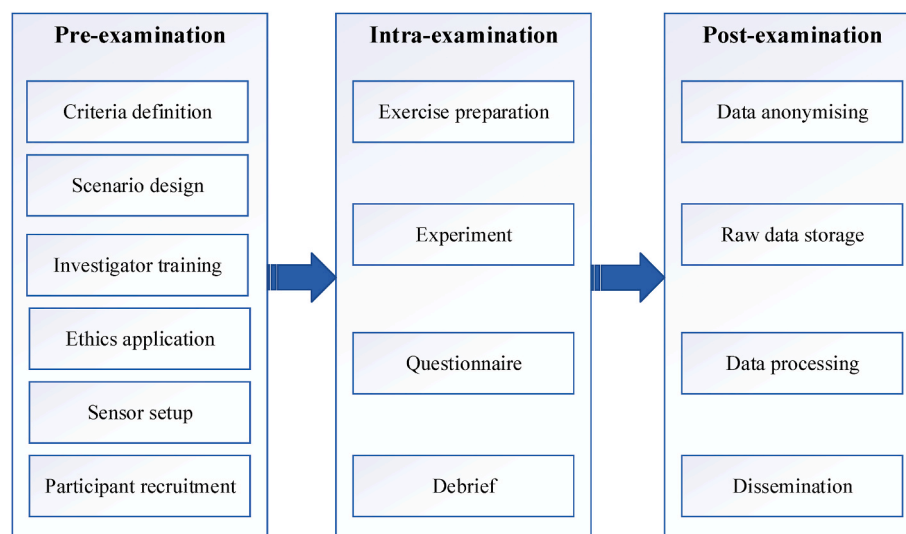 Pre-examination
Criteria definition
Scenario design
Investigator training
Ethics application
Sensor setup
Participant recruitment
Intra-examination
Exercise preparation
Experiment
Questionnaire
Debrief
Post-examination
Data anonymising
Raw data storage
Data processing
Dissemination